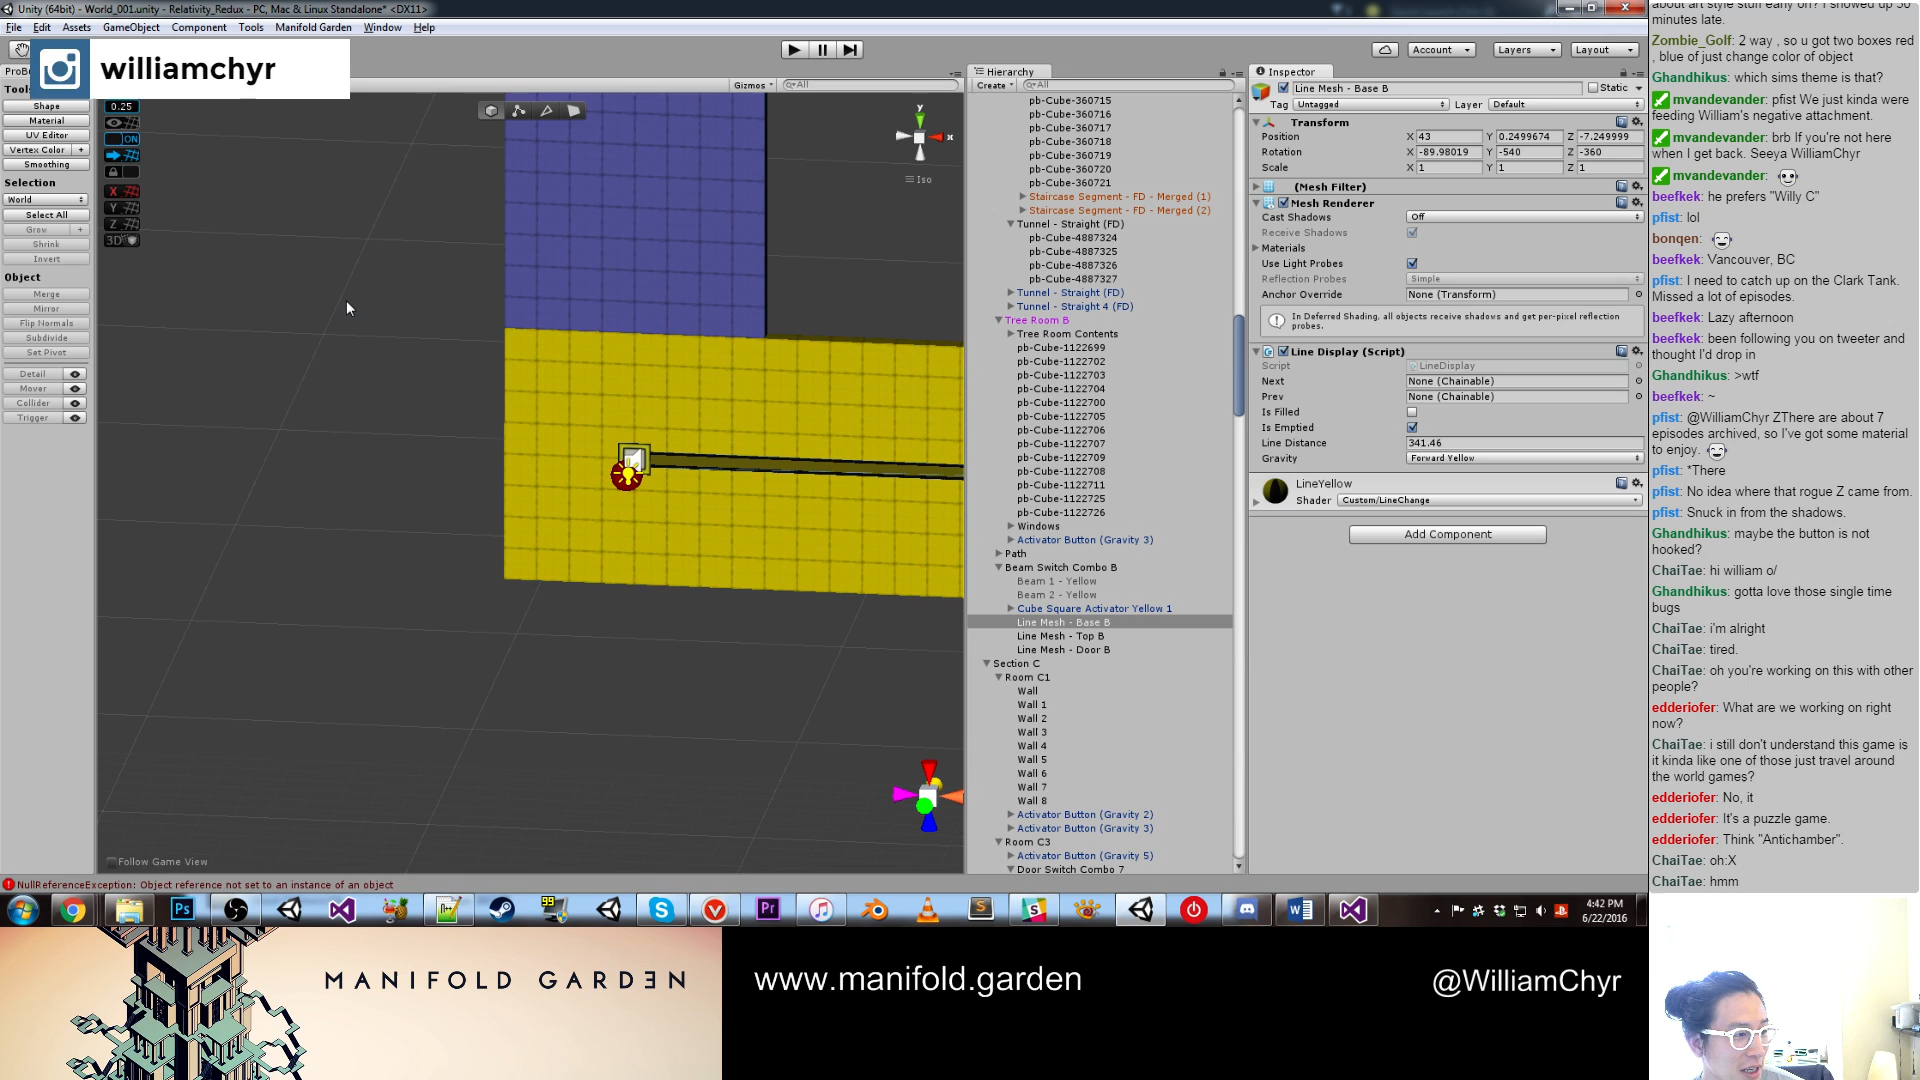 Unity (64bit) - World_001.unity - Relativity_Redux - PC, Mac & Linux Standalone* <DX11>
File Edit Assets GameObject Component Tools Manifold Garden Window Help
williamchyr
Account
Layers
Layout
ProB
Tools
Shape
Material
UV Editor
Vertex Color +
Smoothing
Selection
World
Select All
Grow +
Shrink
Invert
Object
Merge
Mirror
Flip Normals
Subdivide
Set Pivot
Detail
Mover
Collider
Trigger
0.25
ON
X
Y
Z
3D
Gizmos
All
y
x
Iso
Follow Game View
Hierarchy
Create
All
pb-Cube-360715
pb-Cube-360716
pb-Cube-360717
pb-Cube-360718
pb-Cube-360719
pb-Cube-360720
pb-Cube-360721
Staircase Segment - FD - Merged (1)
Staircase Segment - FD - Merged (2)
Tunnel - Straight (FD)
pb-Cube-4887324
pb-Cube-4887325
pb-Cube-4887326
pb-Cube-4887327
Tunnel - Straight (FD)
Tunnel - Straight 4 (FD)
Tree Room B
Tree Room Contents
pb-Cube-1122699
pb-Cube-1122702
pb-Cube-1122703
pb-Cube-1122704
pb-Cube-1122700
pb-Cube-1122705
pb-Cube-1122706
pb-Cube-1122707
pb-Cube-1122709
pb-Cube-1122708
pb-Cube-1122711
pb-Cube-1122725
pb-Cube-1122726
Windows
Activator Button (Gravity 3)
Path
Beam Switch Combo B
Beam 1 - Yellow
Beam 2 - Yellow
Cube Square Activator Yellow 1
Line Mesh - Base B
Line Mesh - Top B
Line Mesh - Door B
Section C
Room C1
Wall
Wall 1
Wall 2
Wall 3
Wall 4
Wall 5
Wall 6
Wall 7
Wall 8
Activator Button (Gravity 2)
Activator Button (Gravity 3)
Room C3
Activator Button (Gravity 5)
Door Switch Combo 7
Inspector
Line Mesh - Base B Static
Tag Untagged Layer Default
Transform
Position X 43 Y 0.2499674 Z -7.249999
Rotation X -89.98019 Y -540 Z -360
Scale X 1 Y 1 Z 1
(Mesh Filter)
Mesh Renderer
Cast Shadows Off
Receive Shadows
Materials
Use Light Probes
Reflection Probes Simple
Anchor Override None (Transform)
In Deferred Shading, all objects receive shadows and get per-pixel reflection
probes.
Line Display (Script)
Script LineDisplay
Next None (Chainable)
Prev None (Chainable)
Is Filled
Is Emptied
Line Distance 341.46
Gravity Forward Yellow
LineYellow
Shader Custom/LineChange
Add Component
NullReferenceException: Object reference not set to an instance of an object
4:42 PM
6/22/2016
about art style stuff early on? I showed up 30
minutes late.
Zombie_Golf: 2 way , so u got two boxes red
, blue of just change color of object
Ghandhikus: which sims theme is that?
mvandevander: pfist We just kinda were
feeding William's negative attachment.
mvandevander: brb If you're not here
when I get back. Seeya WilliamChyr
mvandevander:
beefkek: he prefers "Willy C"
pfist: lol
bonqen:
beefkek: Vancouver, BC
pfist: I need to catch up on the Clark Tank.
Missed a lot of episodes.
beefkek: Lazy afternoon
beefkek: been following you on tweeter and
thought I'd drop in
Ghandhikus: >wtf
beefkek: ~
pfist: @WilliamChyr ZThere are about 7
episodes archived, so I've got some material
to enjoy.
pfist: *There
pfist: No idea where that rogue Z came from.
pfist: Snuck in from the shadows.
Ghandhikus: maybe the button is not
hooked?
ChaiTae: hi william o/
Ghandhikus: gotta love those single time
bugs
ChaiTae: i'm alright
ChaiTae: tired.
ChaiTae: oh you're working on this with other
people?
edderiofer: What are we working on right
now?
ChaiTae: i still don't understand this game is
it kinda like one of those just travel around
the world games?
edderiofer: No, it
edderiofer: It's a puzzle game.
edderiofer: Think "Antichamber".
ChaiTae: oh:X
ChaiTae: hmm
MANIFOLD GARDEN
www.manifold.garden
@WilliamChyr